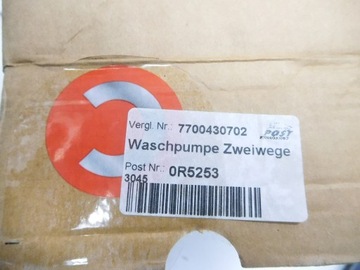 Vergl. Nr.: 7700430702
POST
Waschpumpe Zweiwege
Post Nr.: 0R5253
3045